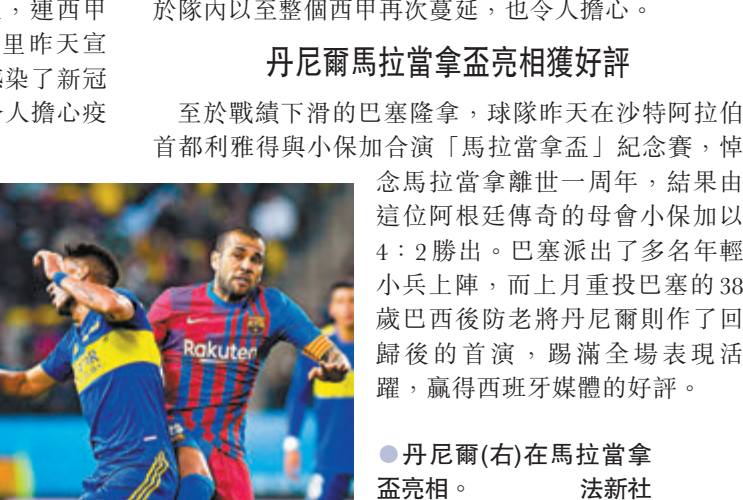 ，連西甲
里昨天宣
感染了新冠
令人擔心疫
於隊內以至整個西甲再次蔓延，也令人擔心。
丹尼爾馬拉當拿盃亮相獲好評
至於戰績下滑的巴塞隆拿，球隊昨天在沙特阿拉伯
首都利雅得與小保加合演「馬拉當拿盃」紀念賽，悼
念馬拉當拿離世一周年，結果由
這位阿根廷傳奇的母會小保加以
4：2勝出。巴塞派出了多名年輕
小兵上陣，而上月重投巴塞的38
歲巴西後防老將丹尼爾則作了回
歸後的首演，踢滿全場表現活
躍，贏得西班牙媒體的好評。
Rakuten
●丹尼爾(右)在馬拉當拿
盃亮相。 法新社